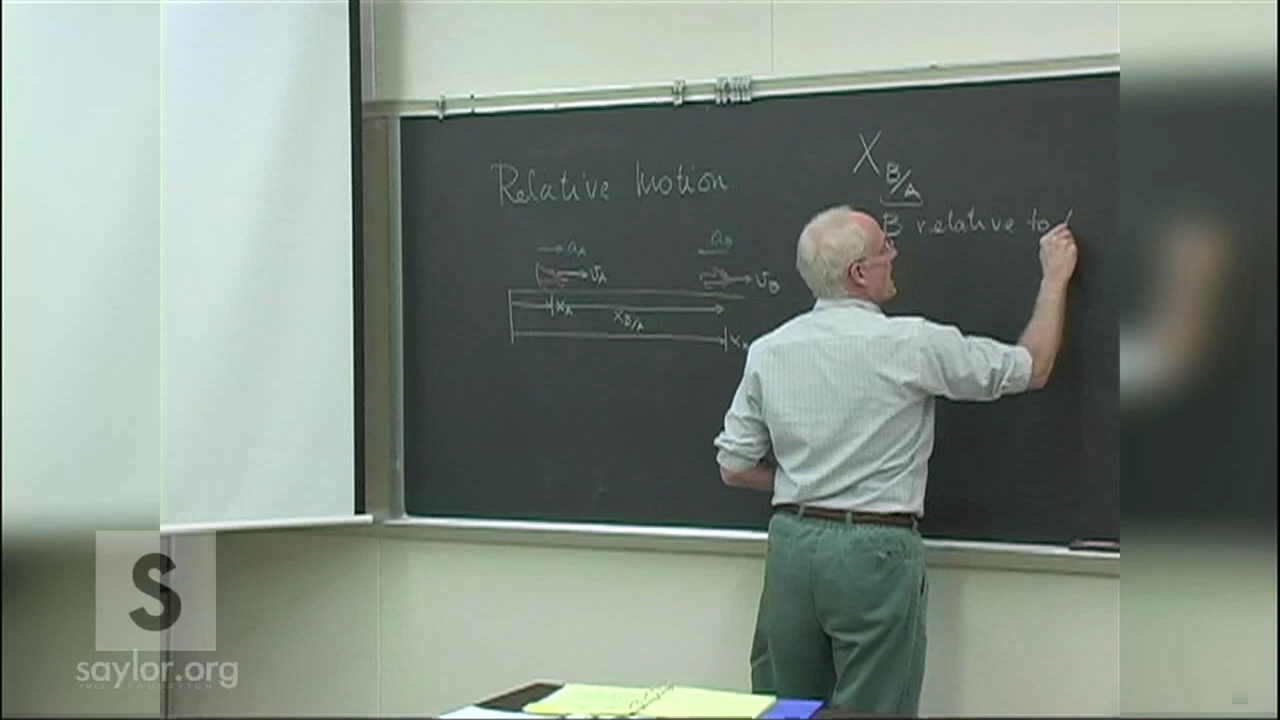 Relative Motion
a_A
a_B
v_A
v_B
x_A
x_B/A
X_B/A
B relative to
S
saylor.org